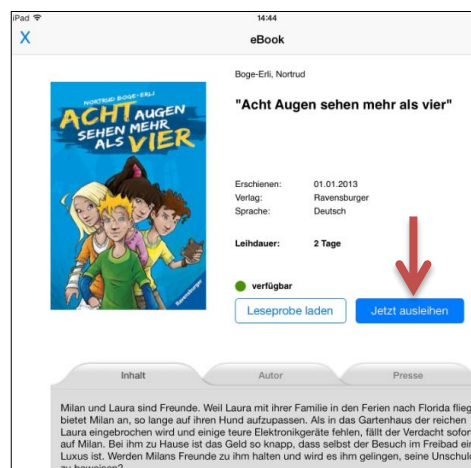 iPad 14:44
X eBook
Boge-Erli, Nortrud
"Acht Augen sehen mehr als vier"
NORTRUD BOGE-ERLI
ACHT AUGEN
SEHEN MEHR
ALS VIER
Ravensburger
Erschienen: 01.01.2013
Verlag: Ravensburger
Sprache: Deutsch
Leihdauer: 2 Tage
verfügbar
Leseprobe laden Jetzt ausleihen
Inhalt Autor Presse
Milan und Laura sind Freunde. Weil Laura mit ihrer Familie in den Ferien nach Florida flieg
bietet Milan an, so lange auf ihren Hund aufzupassen. Als in das Gartenhaus der reichen
Laura eingebrochen wird und einige teure Elektronikgeräte fehlen, fällt der Verdacht sofor
auf Milan. Bei ihm zu Hause ist das Geld so knapp, dass selbst der Besuch im Freibad ein
Luxus ist. Werden Milans Freunde zu ihm halten und wird es ihm gelingen, seine Unschul
zu beweisen?